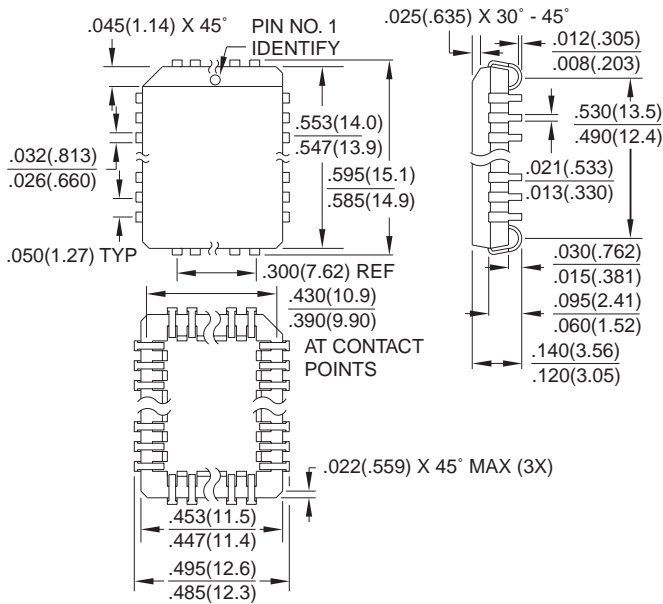 .045(1.14) X 45°
PIN NO. 1
IDENTIFY
.025(.635) X 30° - 45°
.012(.305)
.008(.203)
.553(14.0)
.547(13.9)
.530(13.5)
.490(12.4)
.032(.813)
.026(.660)
.595(15.1)
.585(14.9)
.021(.533)
.013(.330)
.050(1.27) TYP
.300(7.62) REF
.030(.762)
.015(.381)
.430(10.9)
.390(9.90)
AT CONTACT
POINTS
.095(2.41)
.060(1.52)
.140(3.56)
.120(3.05)
.022(.559) X 45° MAX (3X)
.453(11.5)
.447(11.4)
.495(12.6)
.485(12.3)